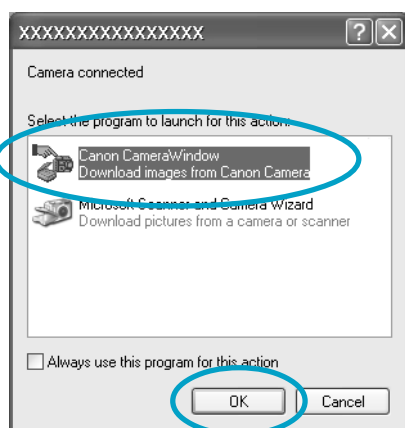 XXXXXXXXXXXXXXXX
Camera connected
Select the program to launch for this action:
Canon CameraWindow
Download images from Canon Camera
Microsoft Scanner and Camera Wizard
Download pictures from a camera or scanner
Always use this program for this action
OK
Cancel